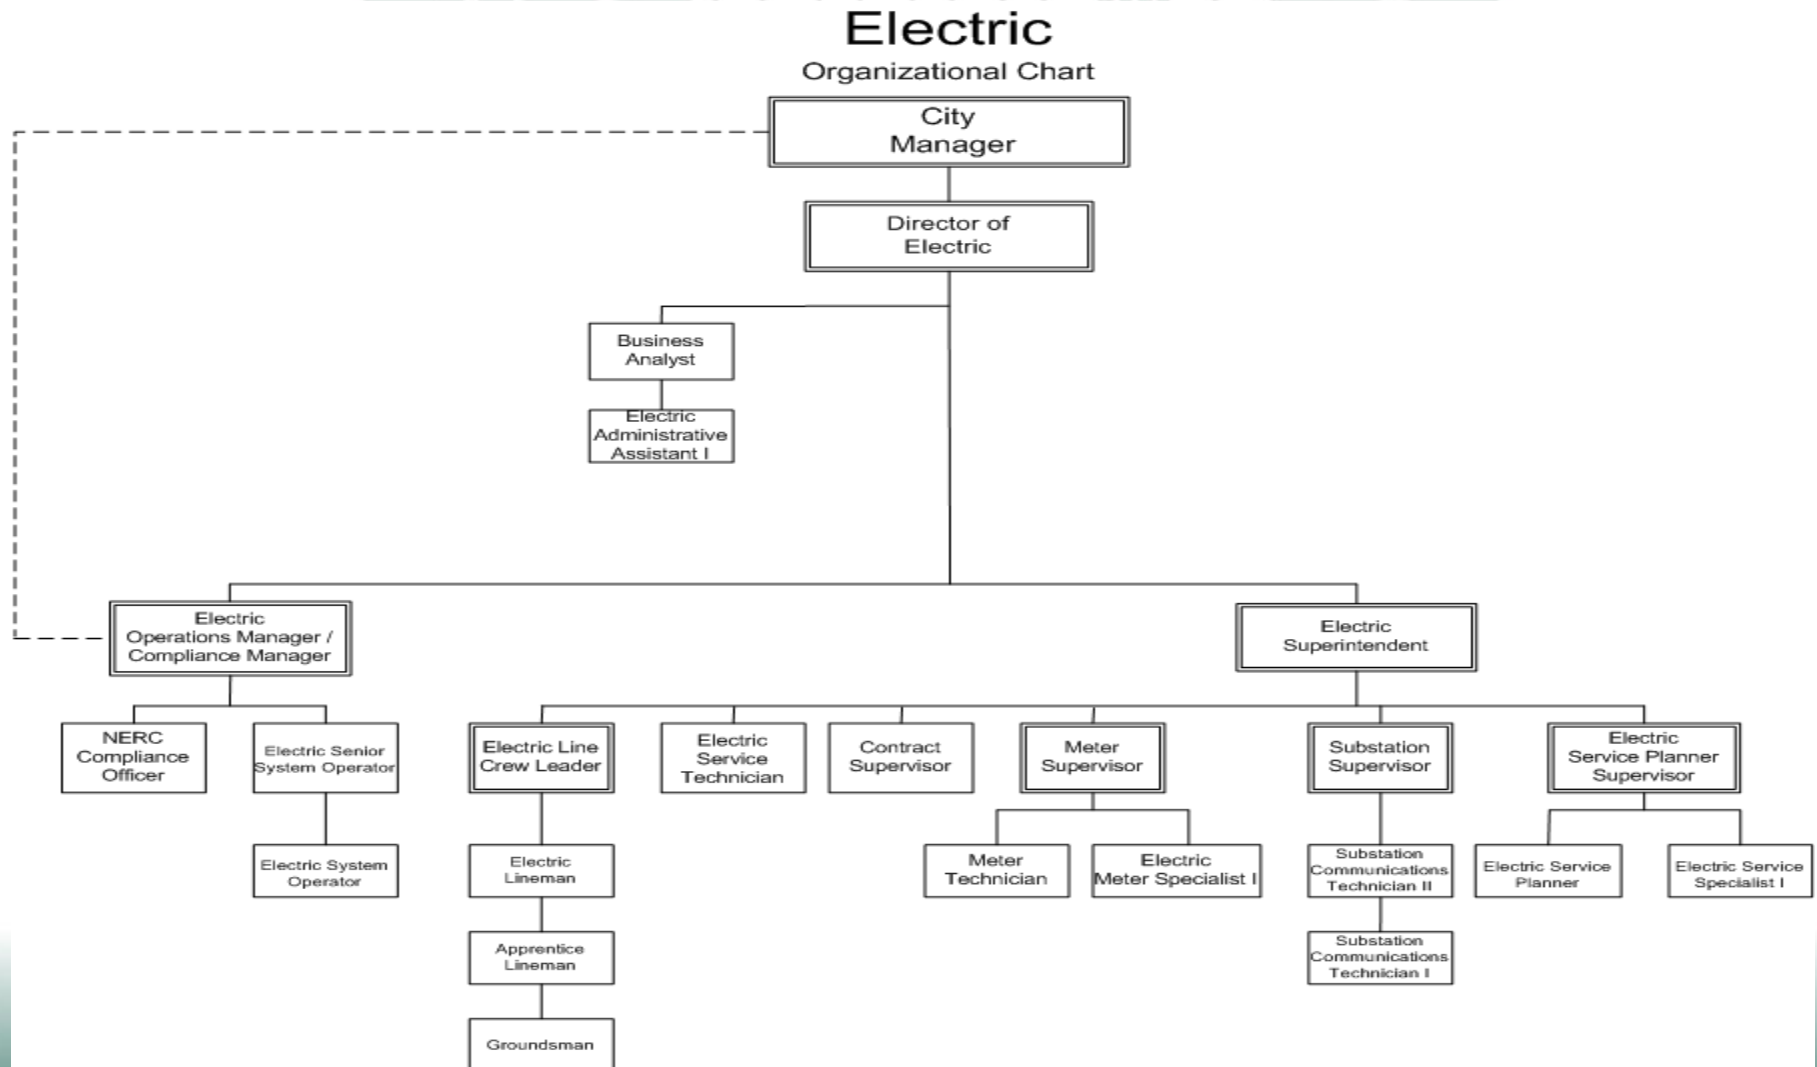 Electric
Organizational Chart
City
Manager
Director of
Electric
Business
Analyst
Electric
Administrative
Assistant I
Electric
Operations Manager /
Compliance Manager
Electric
Superintendent
NERC
Compliance
Officer
Electric Senior
System Operator
Electric Line
Crew Leader
Electric
Service
Technician
Contract
Supervisor
Meter
Supervisor
Substation
Supervisor
Electric
Service Planner
Supervisor
Electric System
Operator
Electric
Lineman
Meter
Technician
Electric
Meter Specialist I
Substation
Communications
Technician II
Electric Service
Planner
Electric Service
Specialist I
Apprentice
Lineman
Substation
Communications
Technician I
Groundsman